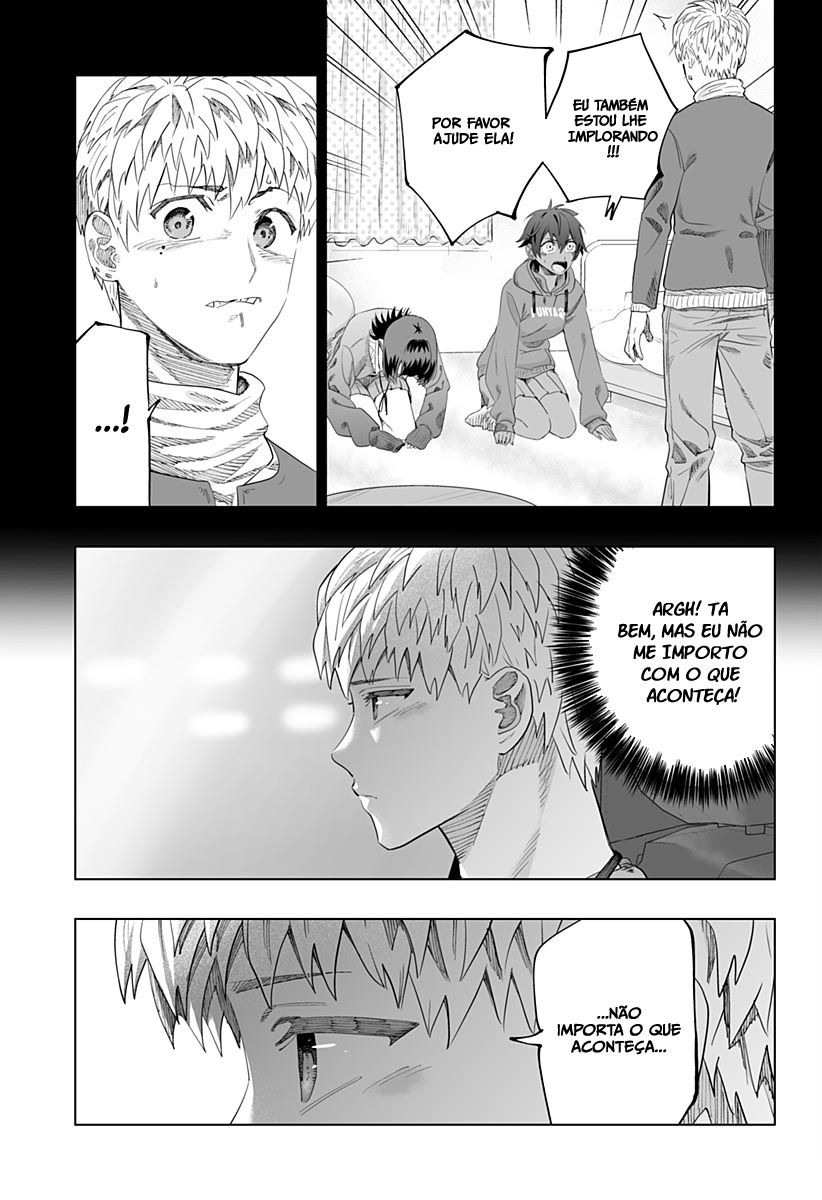 EU TAMBÉM
ESTOU LHE
IMPLORANDO
!!!
POR FAVOR
AJUDE ELA!
...!
ARGH! TA
BEM, MAS EU NÃO
ME IMPORTO
COM O QUE
ACONTEÇA!
...NÃO
IMPORTA O QUE
ACONTEÇA...